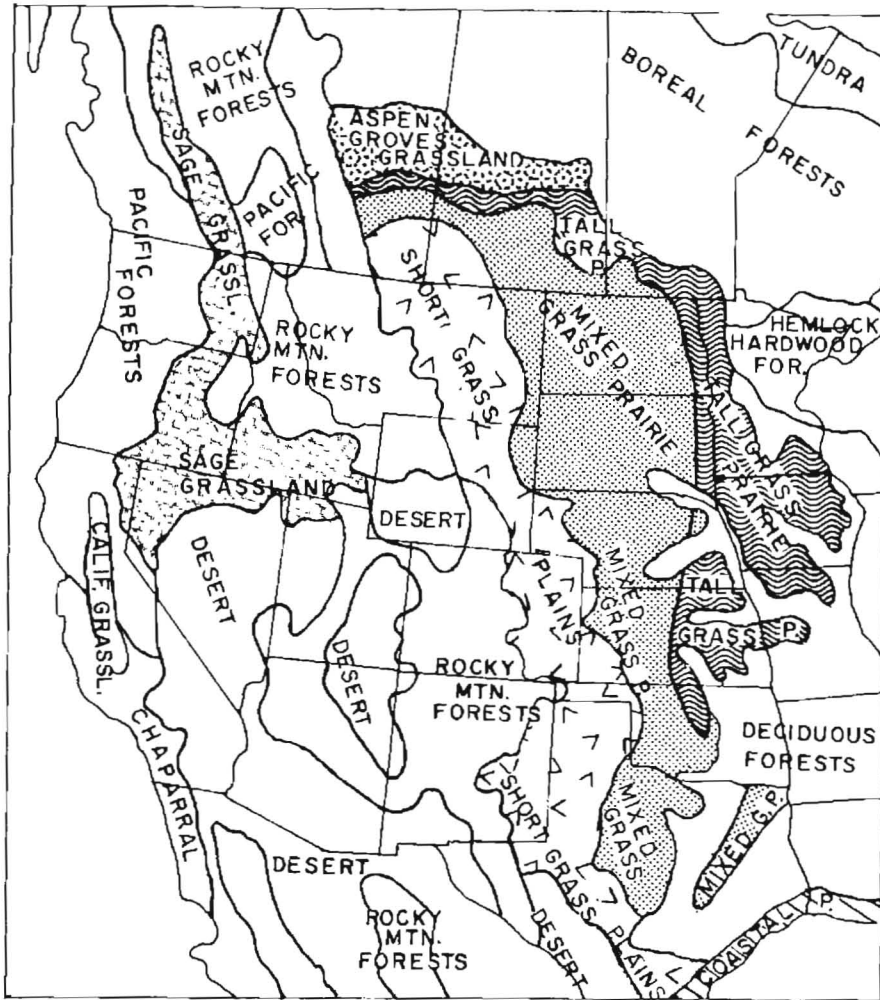 ROCKY
MTN.
FORESTS
TUNDRA
BOREAL
FORESTS
ASPEN
GROVES
GRASSLAND
SAGE
GRASSL.
PACIFIC
FOR.
PACIFIC
FORESTS
TALL
GRASS
P.
SHORT
GRASS
MIXED
GRASS PRAIRIE
HEMLOCK
HARDWOOD
FOR.
ROCKY
MTN.
FORESTS
TALL GRASS
PRAIRIE
SAGE
GRASSLAND
DESERT
CALIF. GRASSL.
DESERT
PLAINS
MIXED
GRASS P.
TALL
GRASS P.
DESERT
ROCKY
MTN.
FORESTS
DECIDUOUS
FORESTS
CHAPARRAL
SHORT GRASS PLAINS
MIXED
GRASS
MIXED G.P.
DESERT
ROCKY
MTN.
FORESTS
DESERT
COASTAL P.